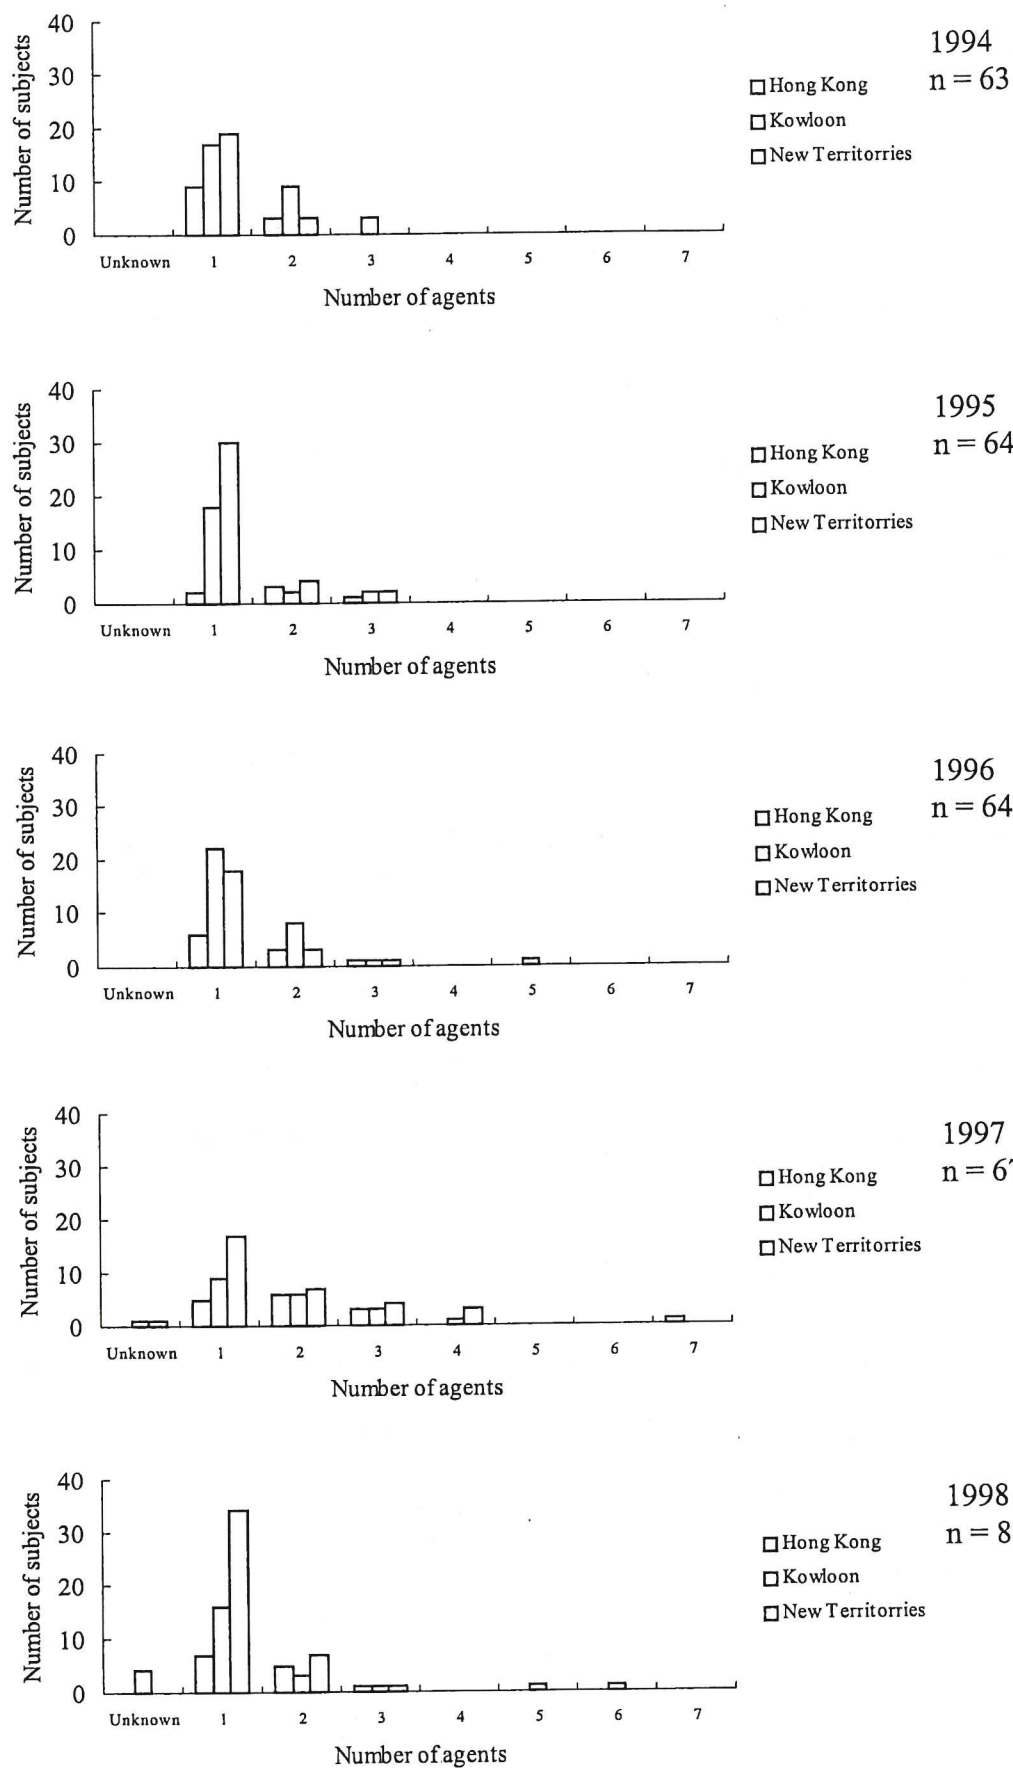 1994
n = 63
Number of subjects
40
30
20
10
0
Hong Kong
Kowloon
New Territorries
Unknown 1 2 3 4 5 6 7
Number of agents
1995
n = 64
Number of subjects
40
30
20
10
0
Hong Kong
Kowloon
New Territorries
Unknown 1 2 3 4 5 6 7
Number of agents
1996
n = 64
Number of subjects
40
30
20
10
0
Hong Kong
Kowloon
New Territorries
Unknown 1 2 3 4 5 6 7
Number of agents
1997
n = 6
Number of subjects
40
30
20
10
0
Hong Kong
Kowloon
New Territorries
Unknown 1 2 3 4 5 6 7
Number of agents
1998
n = 8
Number of subjects
40
30
20
10
0
Hong Kong
Kowloon
New Territorries
Unknown 1 2 3 4 5 6 7
Number of agents